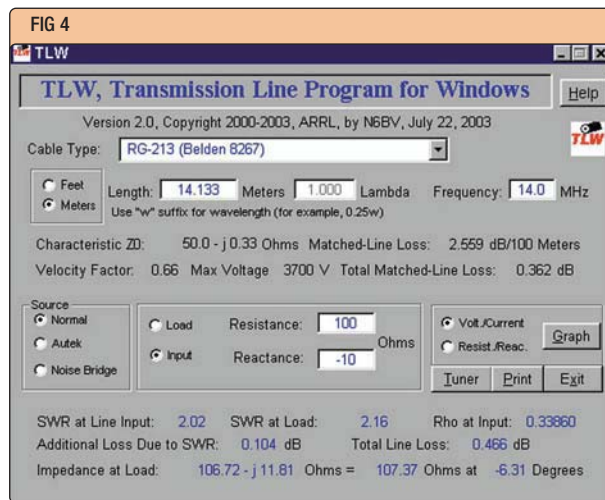 FIG 4
TLW
TLW, Transmission Line Program for Windows
Help
Version 2.0, Copyright 2000-2003, ARRL, by N6BV, July 22, 2003
TLW
Cable Type: RG-213 (Belden 8267)
Feet
Meters
Length: 14.133 Meters 1.000 Lambda Frequency: 14.0 MHz
Use "w" suffix for wavelength (for example, 0.25w)
Characteristic Z0: 50.0 - j 0.33 Ohms Matched-Line Loss: 2.559 dB/100 Meters
Velocity Factor: 0.66 Max Voltage 3700 V Total Matched-Line Loss: 0.362 dB
Source
Normal
Autek
Noise Bridge
Load
Input
Resistance: 100
Reactance: -10
Ohms
Volt./Current
Resist./Reac.
Graph
Tuner Print Exit
SWR at Line Input: 2.02 SWR at Load: 2.16 Rho at Input: 0.33860
Additional Loss Due to SWR: 0.104 dB Total Line Loss: 0.466 dB
Impedance at Load: 106.72 - j 11.81 Ohms = 107.37 Ohms at -6.31 Degrees